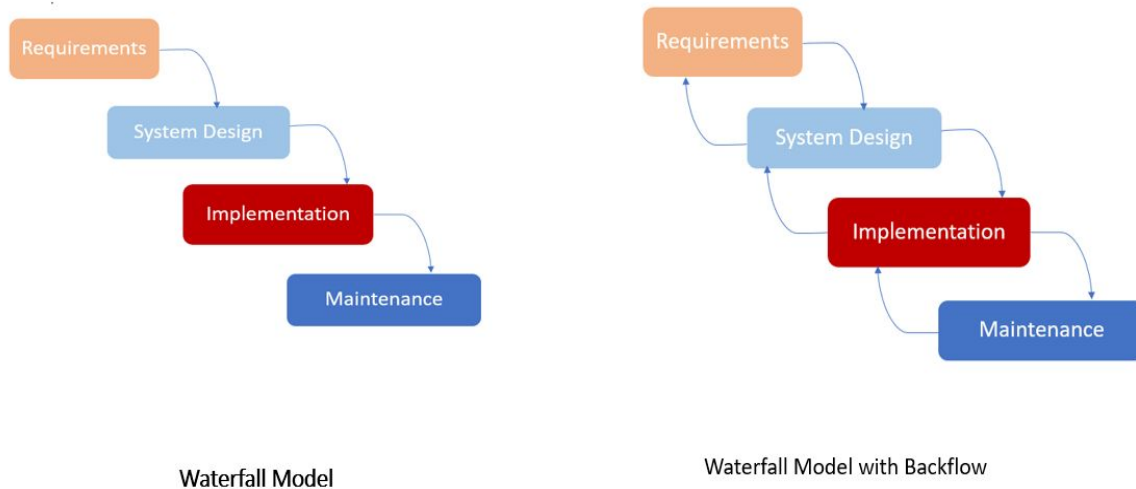 Requirements
System Design
Implementation
Maintenance
Waterfall Model
Requirements
System Design
Implementation
Maintenance
Waterfall Model with Backflow